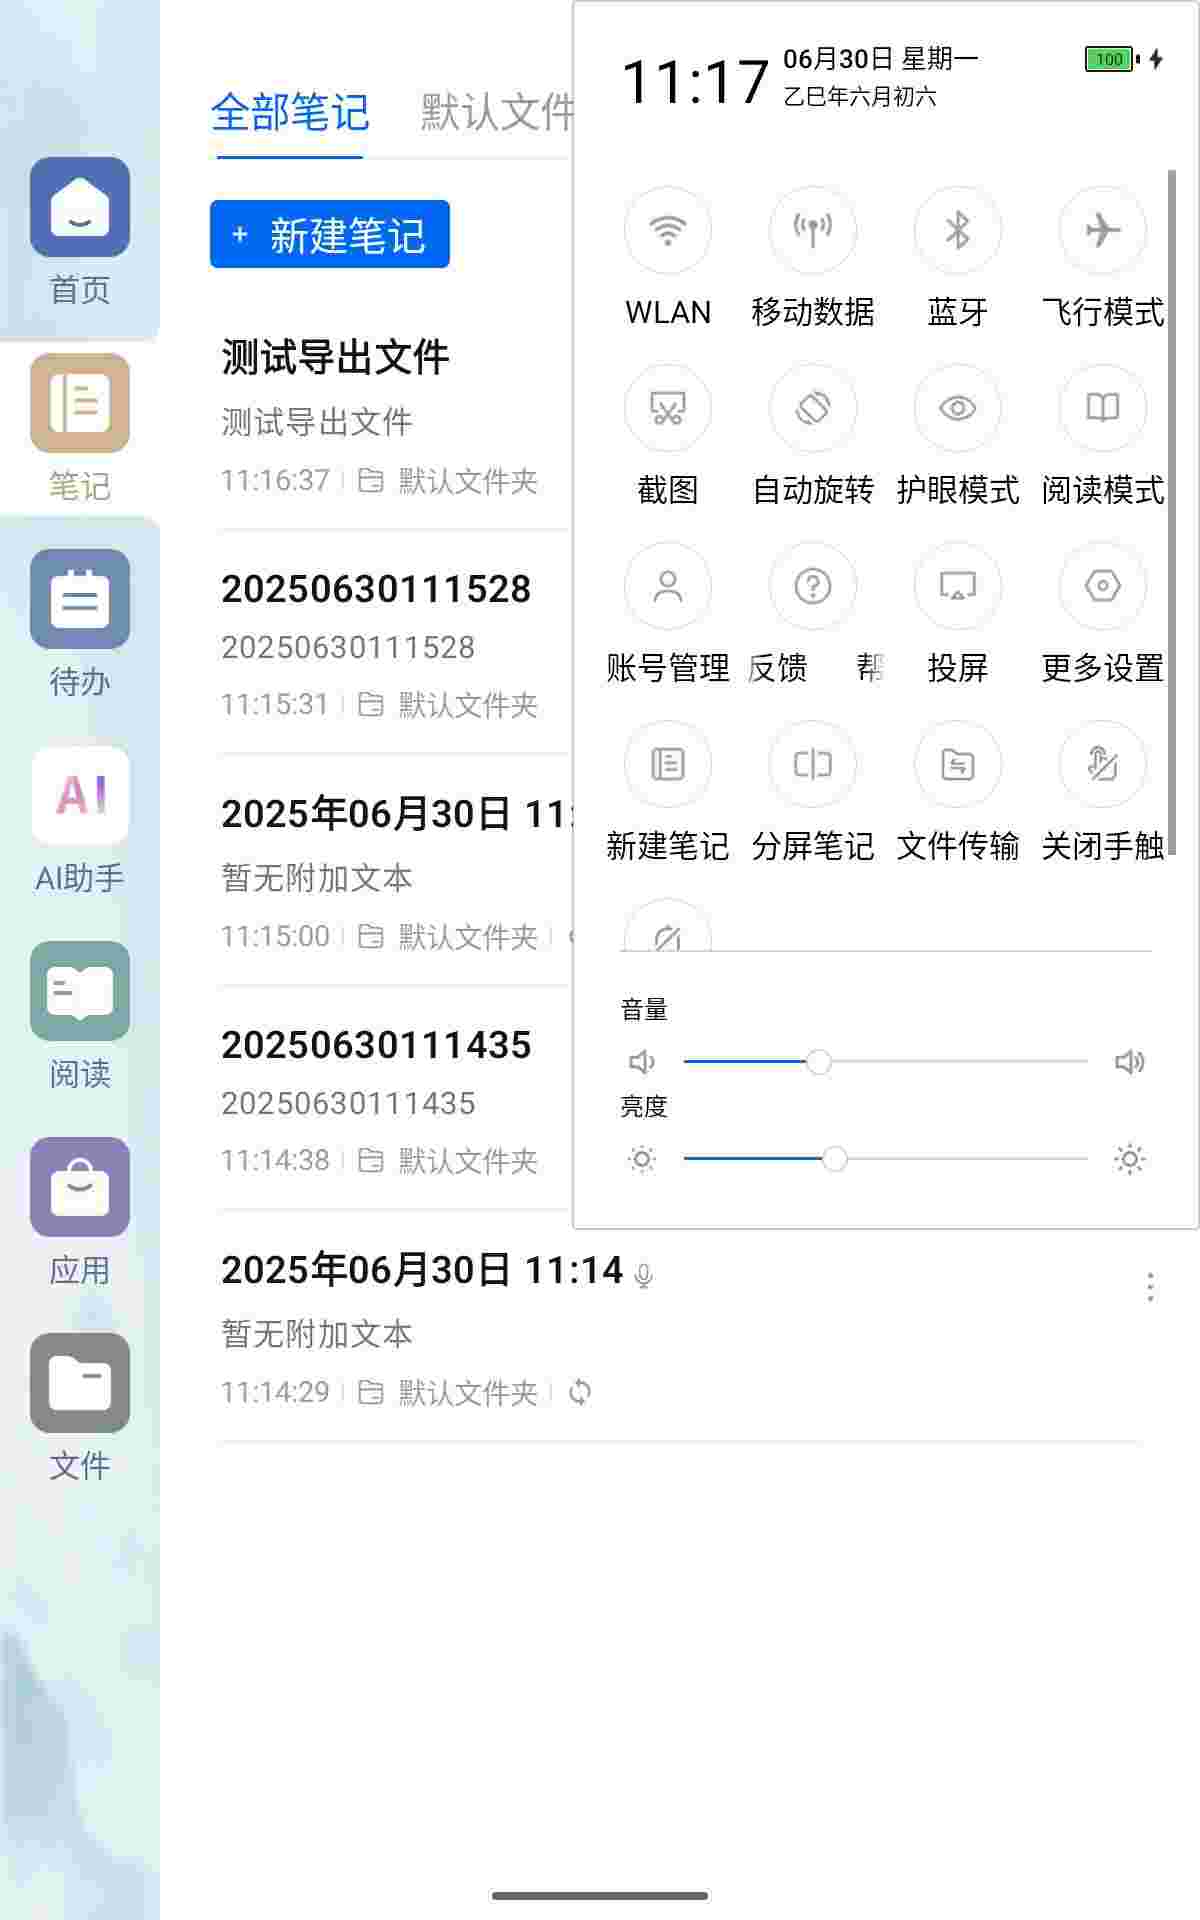 11:17
06月30日 星期一
乙巳年六月初六
100
全部笔记
默认文件
+ 新建笔记
首页
笔记
待办
AI
AI助手
阅读
应用
文件
测试导出文件
测试导出文件
11:16:37
默认文件夹
20250630111528
20250630111528
11:15:31
默认文件夹
2025年06月30日 11:
暂无附加文本
11:15:00
默认文件夹
20250630111435
20250630111435
11:14:38
默认文件夹
2025年06月30日 11:14
暂无附加文本
11:14:29
默认文件夹
WLAN 移动数据 蓝牙 飞行模式
截图 自动旋转 护眼模式 阅读模式
账号管理 反馈 帮 投屏 更多设置
新建笔记 分屏笔记 文件传输 关闭手触
音量
亮度